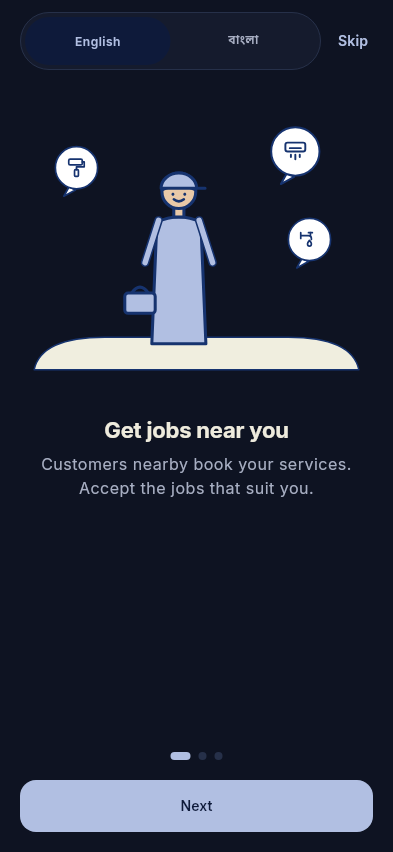 English
বাংলা
Skip
Get jobs near you
Customers nearby book your services.
Accept the jobs that suit you.
Next